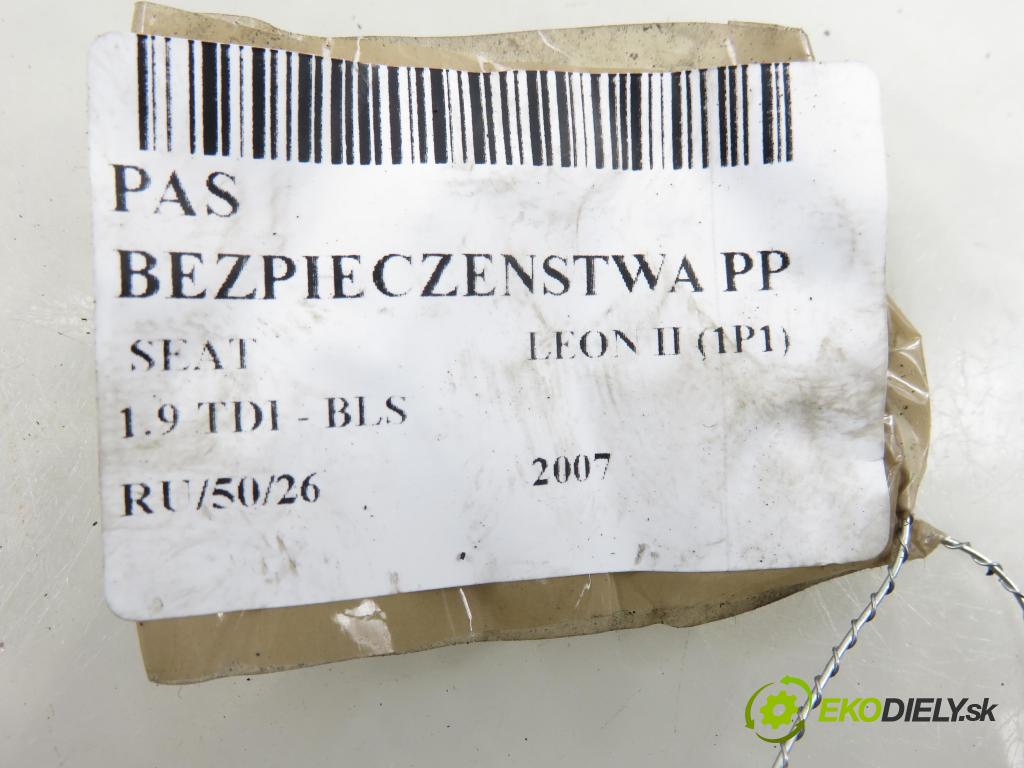 PAS
BEZPIECZENSTWA PP
SEAT LEON II (1P1)
1.9 TDI - BLS
RU/50/26 2007
EKODIELY.sk